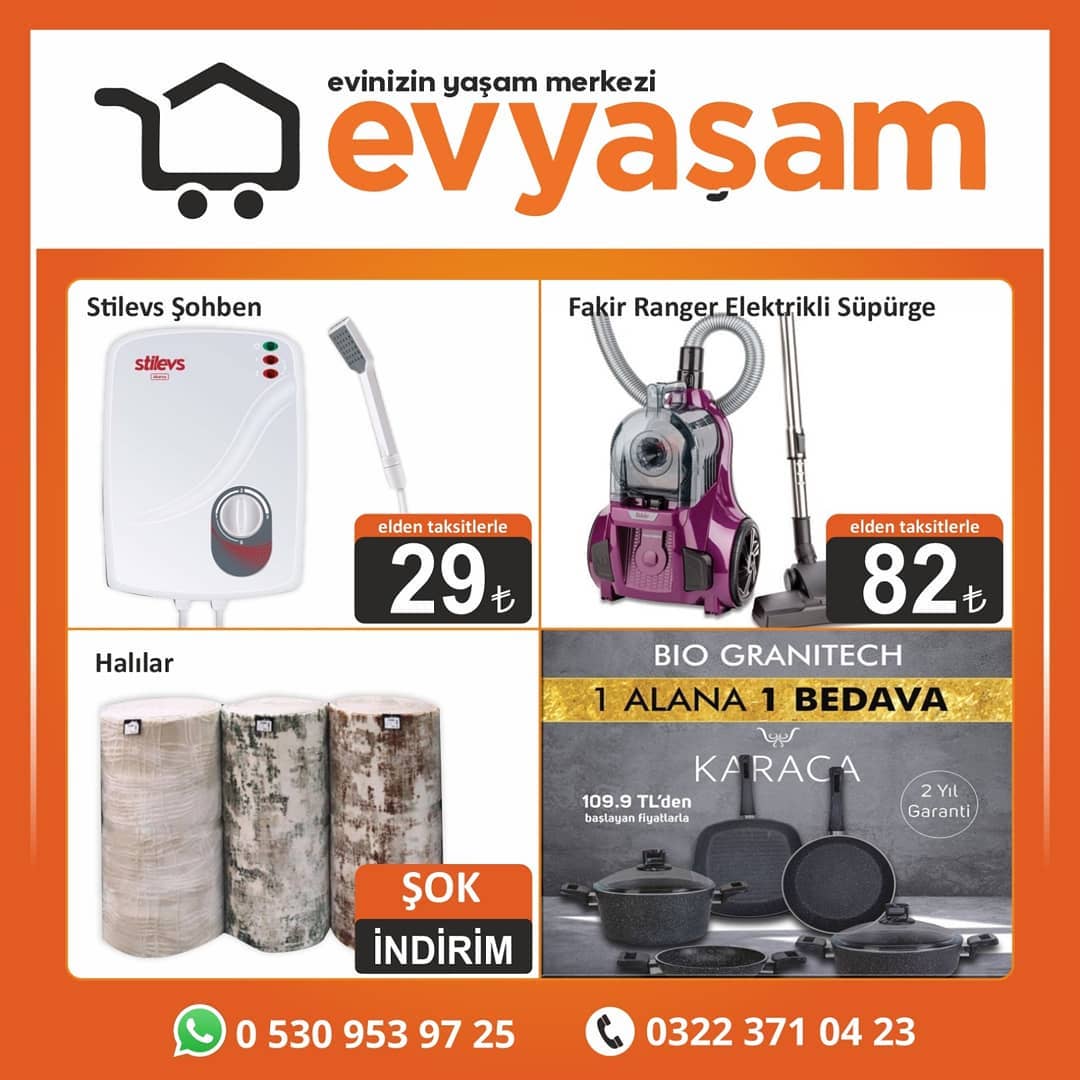 evinizin yaşam merkezi
evyaşam
Stilevs Şohben
stilevs
elden taksitlerle
29₺
Fakir Ranger Elektrikli Süpürge
fakir
elden taksitlerle
82₺
Halılar
ŞOK
İNDİRİM
BIO GRANITECH
1 ALANA 1 BEDAVA
KARACA
109.9 TL'den
başlayan fiyatlarla
2 Yıl
Garanti
0 530 953 97 25
0322 371 04 23